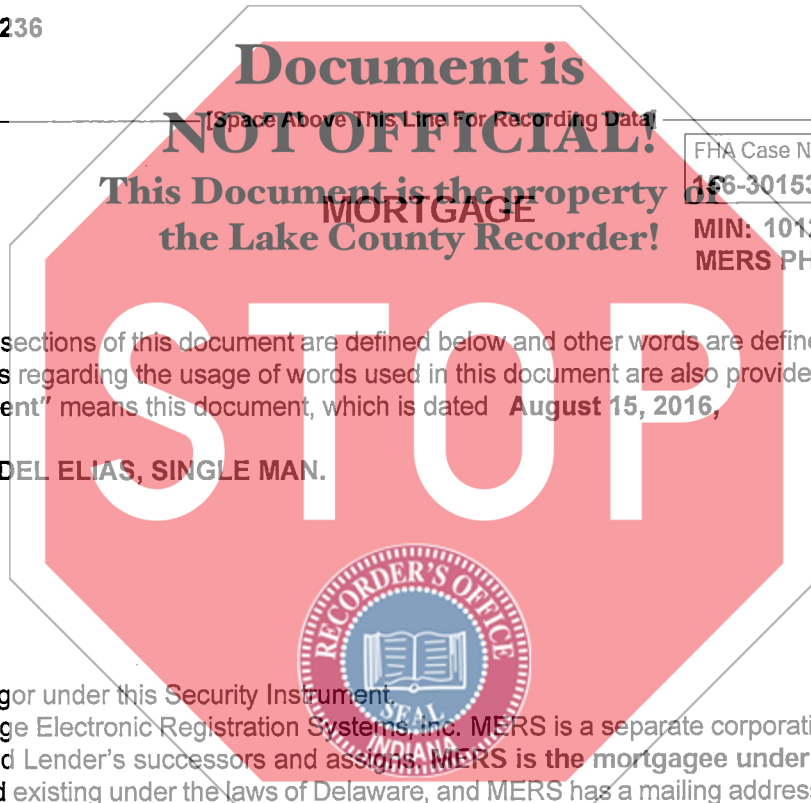 236
Document is
[Space Above This Line For Recording Data]
NOT OFFICIAL!
FHA Case N
156-30153
This Document is the property of
MORTGAGE
the Lake County Recorder!
MIN: 101
MERS PH
sections of this document are defined below and other words are define
s regarding the usage of words used in this document are also provide
ent” means this document, which is dated August 15, 2016,
STOP
DEL ELIAS, SINGLE MAN.
RECORDER'S OFFICE
SEAL
INDIANA
gor under this Security Instrument.
ge Electronic Registration Systems, Inc. MERS is a separate corporati
d Lender's successors and assigns. MERS is the mortgagee under
d existing under the laws of Delaware, and MERS has a mailing addres